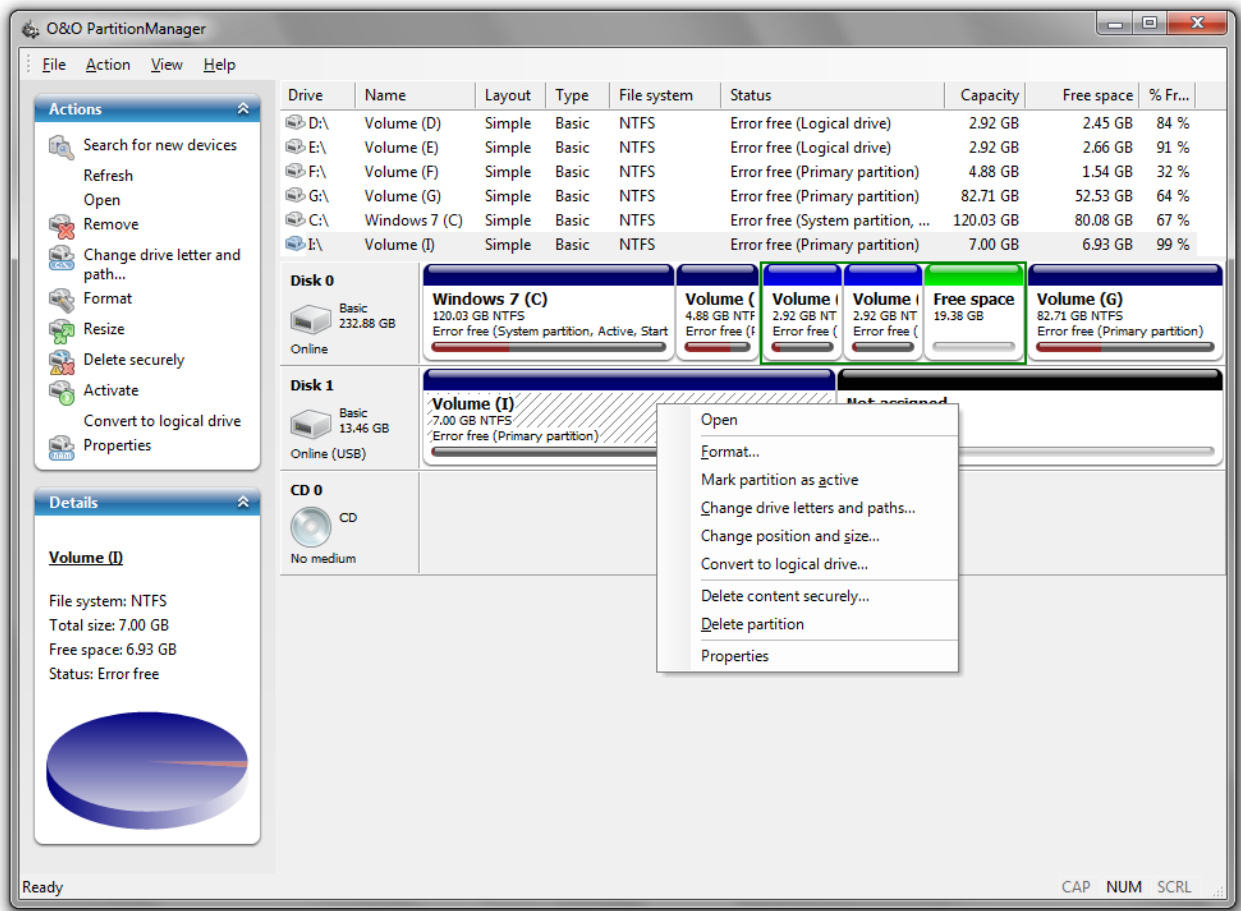 O&O PartitionManager
File Action View Help
Actions
Search for new devices
Refresh
Open
Remove
Change drive letter and
path...
Format
Resize
Delete securely
Activate
Convert to logical drive
Properties
Details
Volume (I)
File system: NTFS
Total size: 7.00 GB
Free space: 6.93 GB
Status: Error free
Drive Name Layout Type File system Status Capacity Free space % Fr...
D:\ Volume (D) Simple Basic NTFS Error free (Logical drive) 2.92 GB 2.45 GB 84 %
E:\ Volume (E) Simple Basic NTFS Error free (Logical drive) 2.92 GB 2.66 GB 91 %
F:\ Volume (F) Simple Basic NTFS Error free (Primary partition) 4.88 GB 1.54 GB 32 %
G:\ Volume (G) Simple Basic NTFS Error free (Primary partition) 82.71 GB 52.53 GB 64 %
C:\ Windows 7 (C) Simple Basic NTFS Error free (System partition, ... 120.03 GB 80.08 GB 67 %
I:\ Volume (I) Simple Basic NTFS Error free (Primary partition) 7.00 GB 6.93 GB 99 %
Disk 0
Basic
232.88 GB
Online
Windows 7 (C)
120.03 GB NTFS
Error free (System partition, Active, Start
Volume (
4.88 GB NTF
Error free (
Volume (
2.92 GB NT
Error free (
Volume (
2.92 GB NT
Error free (
Free space
19.38 GB
Volume (G)
82.71 GB NTFS
Error free (Primary partition)
Disk 1
Basic
13.46 GB
Online (USB)
Volume (I)
7.00 GB NTFS
Error free (Primary partition)
Not assigned
CD 0
CD
No medium
Open
Format...
Mark partition as active
Change drive letters and paths...
Change position and size...
Convert to logical drive...
Delete content securely...
Delete partition
Properties
Ready
CAP NUM SCRL